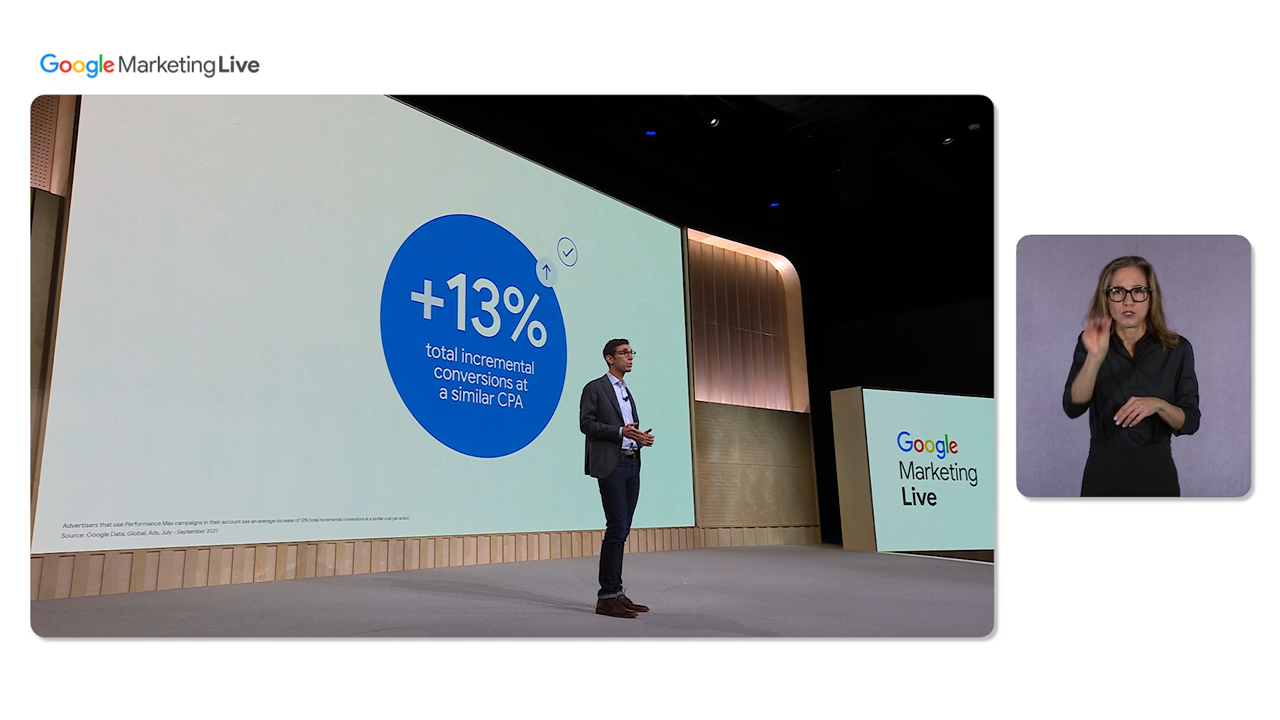 Google Marketing Live
+13%
total incremental
conversions at
a similar CPA
Advertisers that use Performance Max campaigns in their account see an average increase of 13% total incremental conversions at a similar cost per action
Source: Google Data, Global, Ads, July - September 2021
Google
Marketing
Live